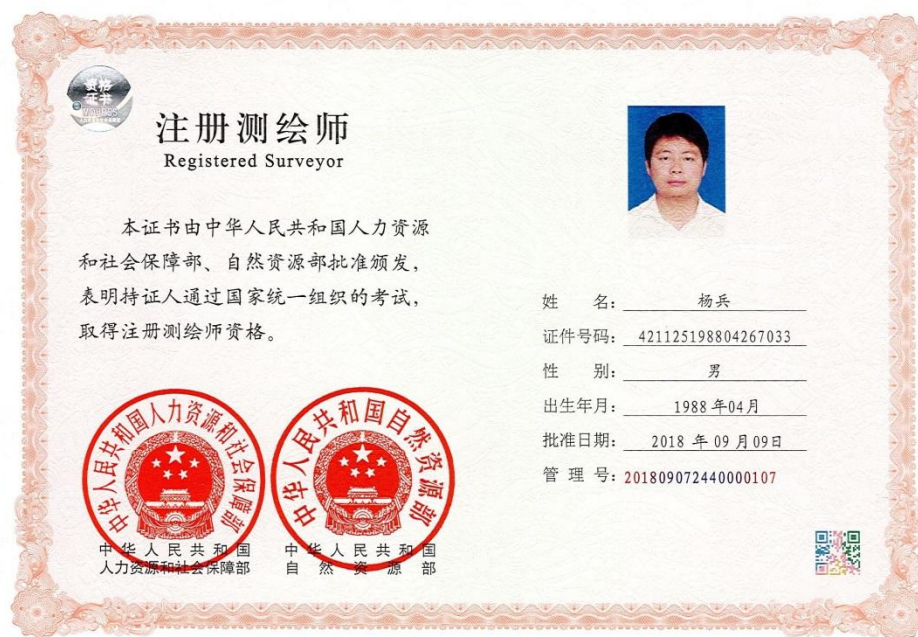 资格
证书
注册测绘师
Registered Surveyor
本证书由中华人民共和国人力资源
和社会保障部、自然资源部批准颁发，
表明持证人通过国家统一组织的考试，
取得注册测绘师资格。
中华人民共和国人力资源和社会保障部
中华人民共和国
人力资源和社会保障部
中华人民共和国自然资源部
中华人民共和国
自然资源部
姓 名： 杨兵
证件号码： 421125198804267033
性 别： 男
出生年月： 1988年04月
批准日期： 2018 年 09 月09日
管 理 号：201809072440000107